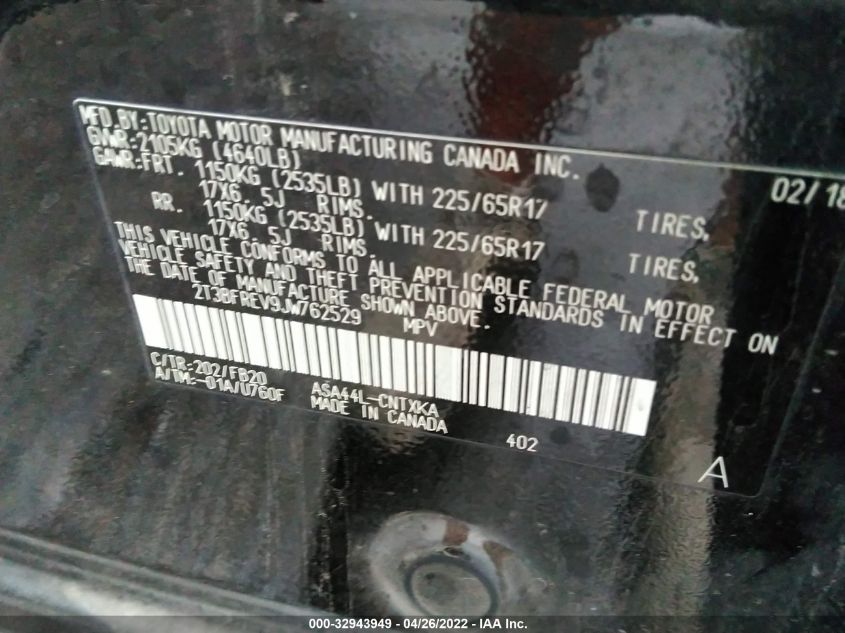 MFD.BY:TOYOTA MOTOR MANUFACTURING CANADA INC. 02/18
GVWR:2105KG (4640LB)
GAWR:FRT. 1150KG (2535LB) WITH 225/65R17 TIRES,
17X6. 5J RIMS.
RR. 1150KG (2535LB) WITH 225/65R17 TIRES,
17X6. 5J RIMS.
THIS VEHICLE CONFORMS TO ALL APPLICABLE FEDERAL MOTOR
VEHICLE SAFETY AND THEFT PREVENTION STANDARDS IN EFFECT ON
THE DATE OF MANUFACTURE SHOWN ABOVE.
2T3BFREV9JW762529 MPV
C/TR:202/FB20 ASA44L-CNTXKA
A/TM:-01A/U760F MADE IN CANADA 402
A
000-32943949 - 04/26/2022 - IAA Inc.